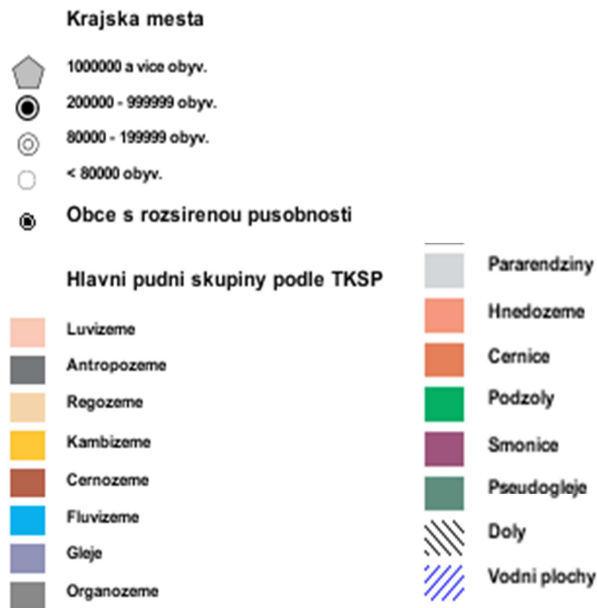 Krajska mesta
1000000 a vice obyv.
200000 - 999999 obyv.
80000 - 199999 obyv.
< 80000 obyv.
Obce s rozsirenou pusobnosti
Hlavni pudni skupiny podle TKSP
Luvizeme
Antropozeme
Regozeme
Kambizeme
Cernozeme
Fluvizeme
Gleje
Organozeme
Pararendziny
Hnedozeme
Cernice
Podzoly
Smonice
Pseudogleje
Doly
Vodni plochy